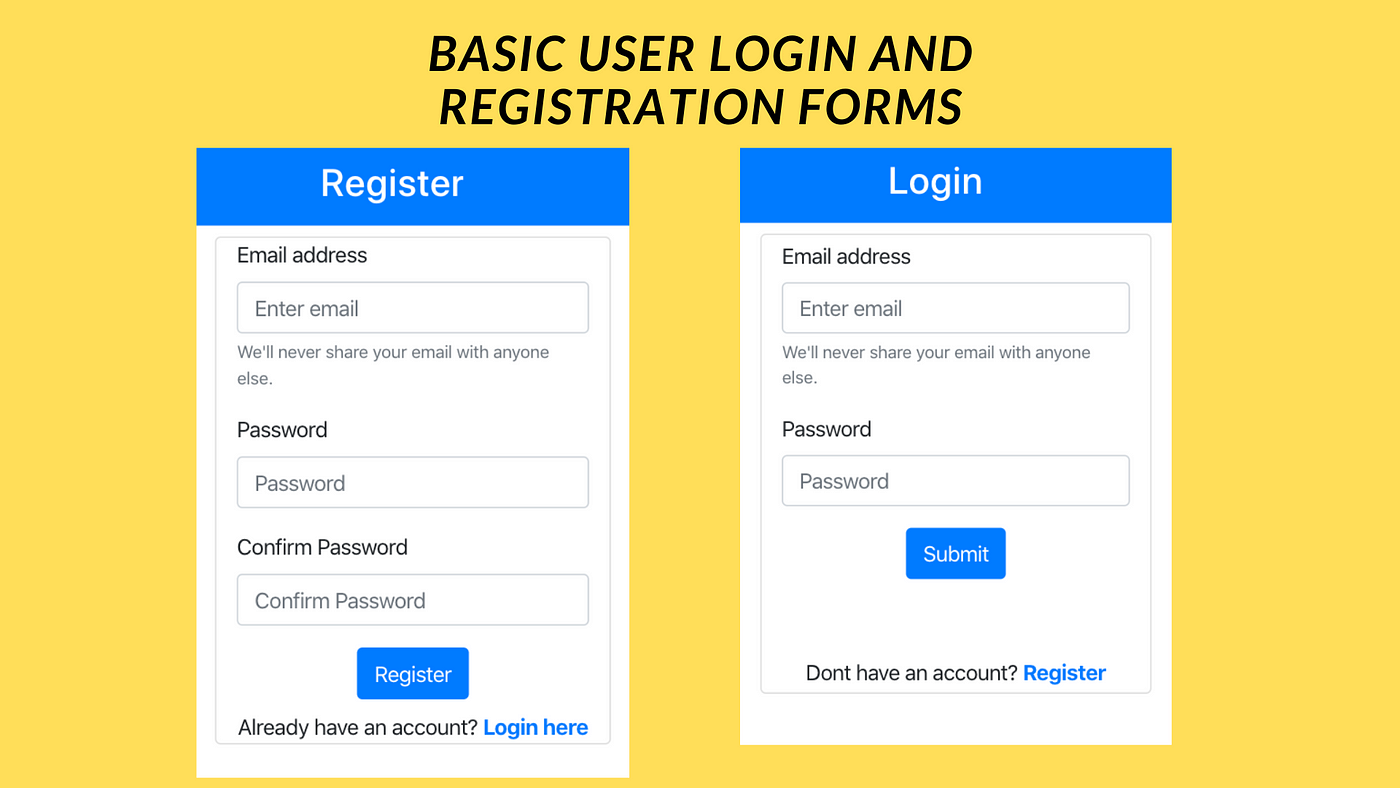 BASIC USER LOGIN AND
REGISTRATION FORMS
Register
Email address
Enter email
We'll never share your email with anyone
else.
Password
Password
Confirm Password
Confirm Password
Register
Already have an account? Login here
Login
Email address
Enter email
We'll never share your email with anyone
else.
Password
Password
Submit
Dont have an account? Register